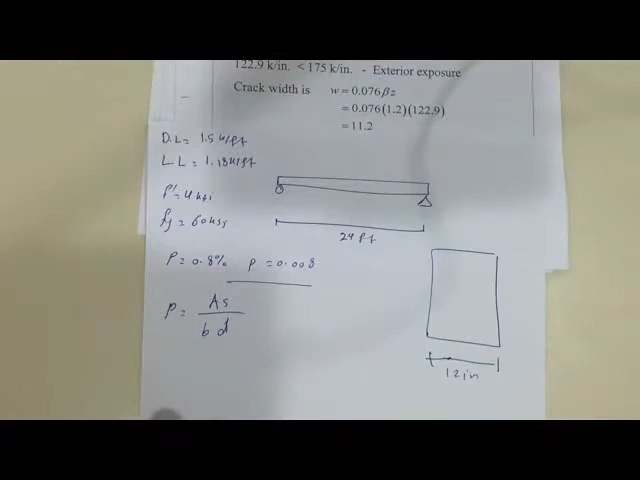 122.9 k/in. < 175 k/in. - Exterior exposure
Crack width is w = 0.076βz
= 0.076(1.2)(122.9)
= 11.2
D.L = 1.5 k/ft
L.L = 1.18 k/ft
f' = 4 ksi
fy = 60 ksi
24 ft
ρ = 0.8% ρ = 0.008
ρ = As
b d
12 in